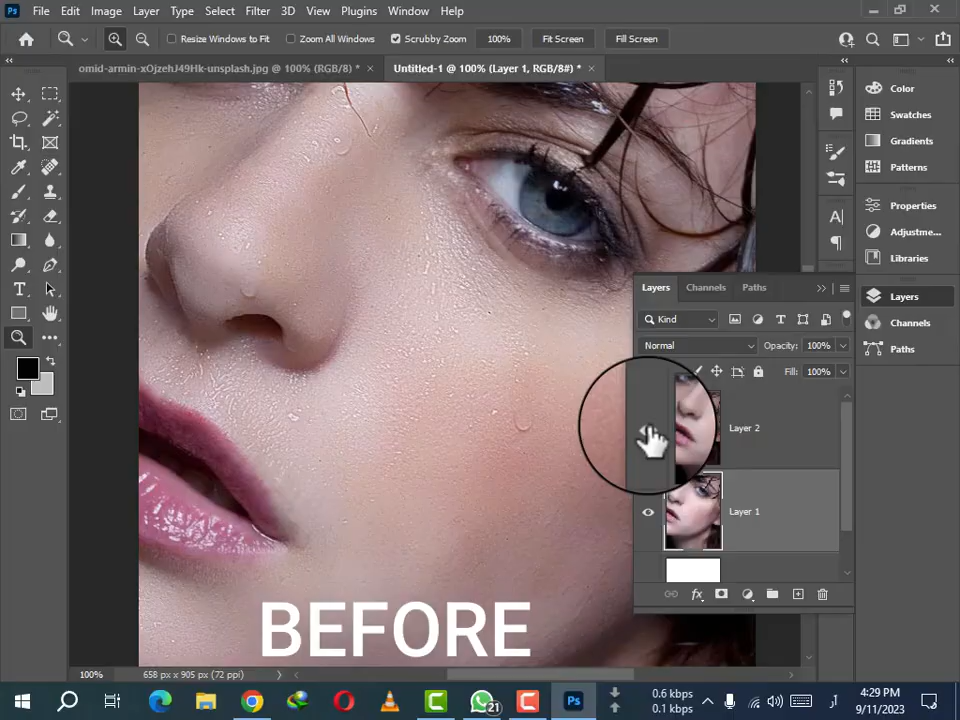 Ps File Edit Image Layer Type Select Filter 3D View Plugins Window Help
Resize Windows to Fit Zoom All Windows Scrubby Zoom 100% Fit Screen Fill Screen
omid-armin-xOjzehJ49Hk-unsplash.jpg @ 100% (RGB/8) * Untitled-1 @ 100% (Layer 1, RGB/8#) *
Color
Swatches
Gradients
Patterns
Properties
Adjustme...
Libraries
Layers
Channels
Paths
Layers Channels Paths
Kind
Normal Opacity: 100%
Fill: 100%
Layer 2
Layer 1
fx
BEFORE
100% 658 px x 905 px (72 ppi)
21 Ps 0.6 kbps 0.1 kbps 4:29 PM
9/11/2023